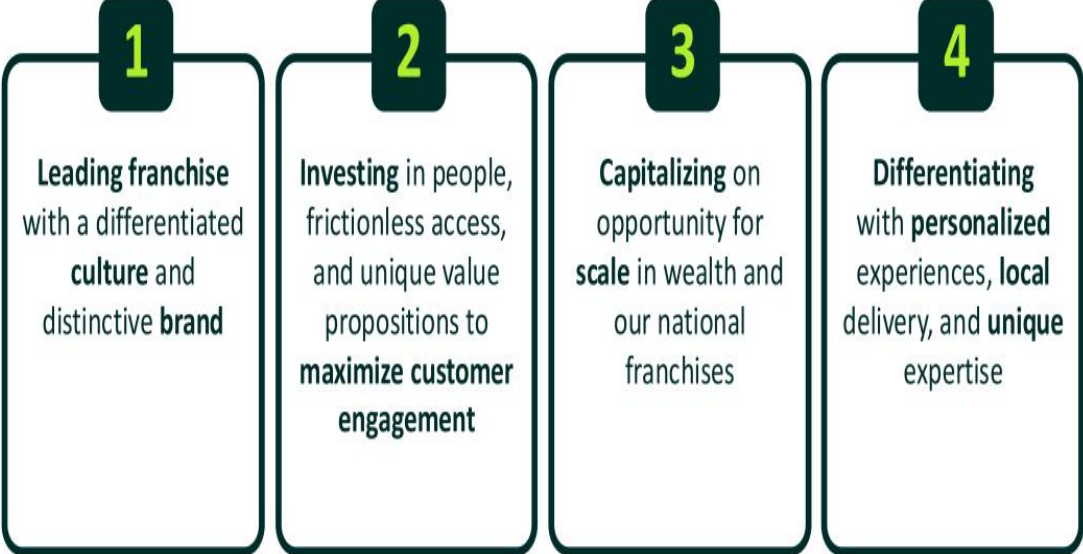 1
Leading franchise
with a differentiated
culture and
distinctive brand
2
Investing in people,
frictionless access,
and unique value
propositions to
maximize customer
engagement
3
Capitalizing on
opportunity for
scale in wealth and
our national
franchises
4
Differentiating
with personalized
experiences, local
delivery, and unique
expertise